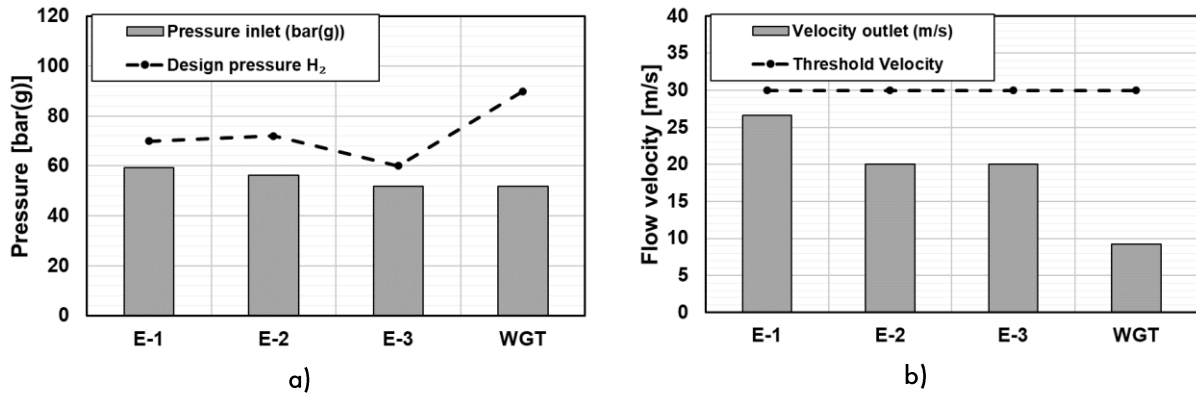 Pressure [bar(g)]
120
100
80
60
40
20
0
Pressure inlet (bar(g))
Design pressure H₂
E-1 E-2 E-3 WGT
a)
Flow velocity [m/s]
40
35
30
25
20
15
10
5
0
Velocity outlet (m/s)
Threshold Velocity
E-1 E-2 E-3 WGT
b)